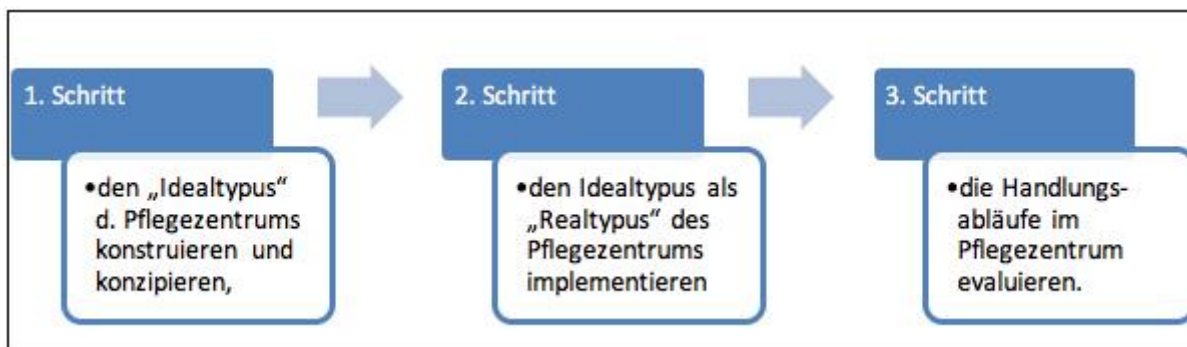 1. Schritt
•den „Idealtypus“
d. Pflegezentrums
konstruieren und
konzipieren,
2. Schritt
•den Idealtypus als
„Realtypus“ des
Pflegezentrums
implementieren
3. Schritt
•die Handlungs-
abläufe im
Pflegezentrum
evaluieren.